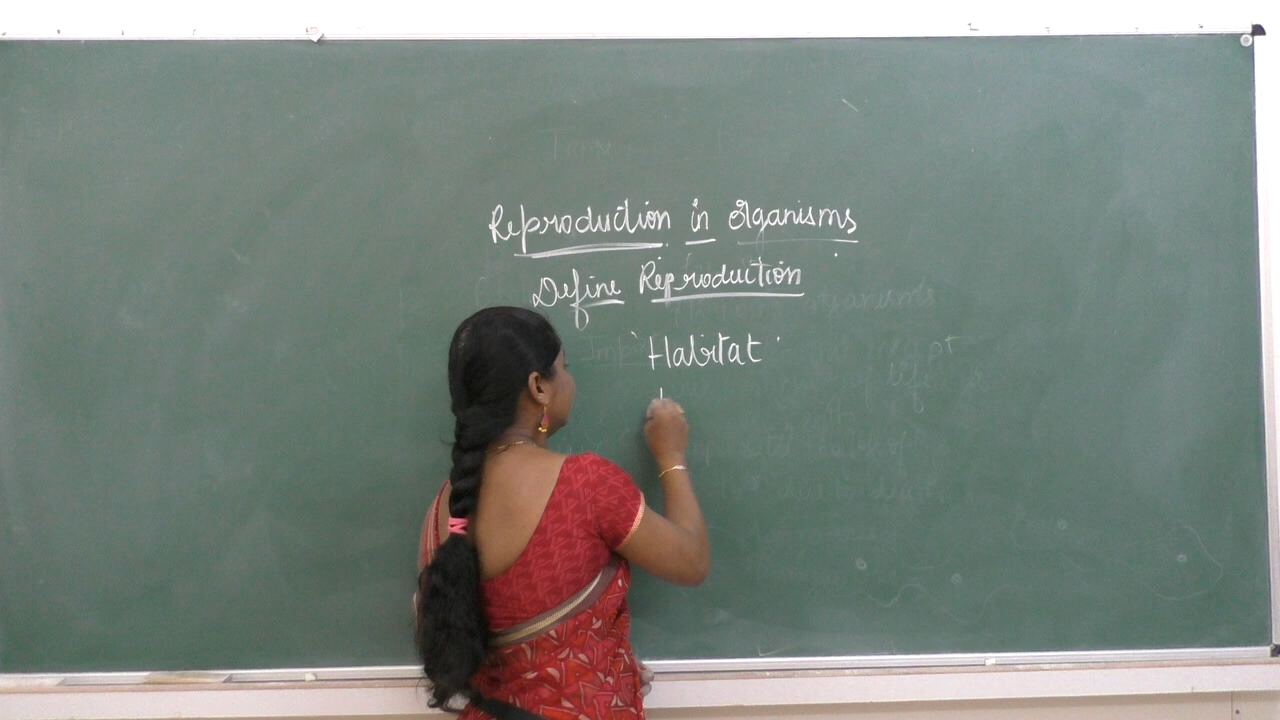 Reproduction in organisms
Define Reproduction
Habitat